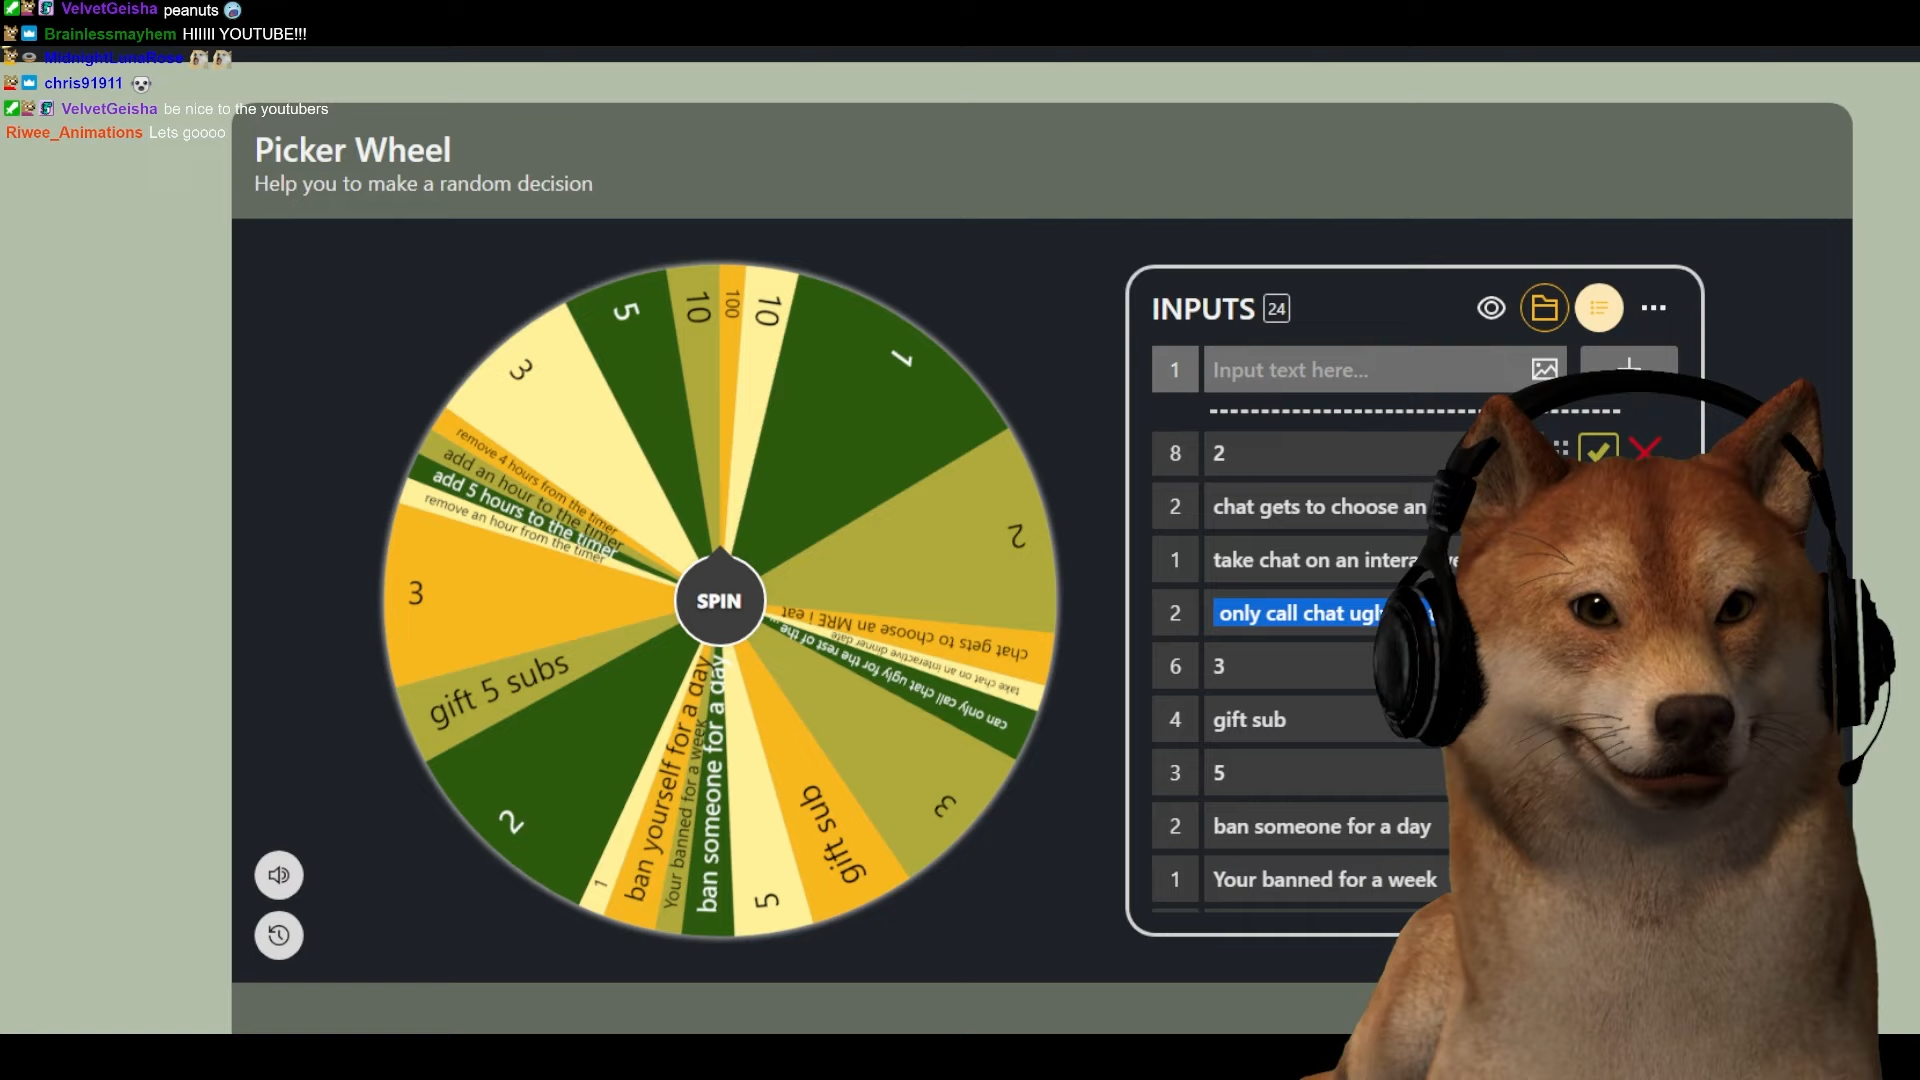 VelvetGeisha peanuts
Brainlessmayhem HIIIII YOUTUBE!!!
MidnightLunaRose
chris91911
VelvetGeisha be nice to the youtubers
Riwee_Animations Lets goooo
Picker Wheel
Help you to make a random decision
10
100
10
1
2
chat gets to choose an MRE I eat
take chat on an interactive dinner date
can only call chat ugly for the rest of the ...
3
gift sub
5
ban someone for a day
Your banned for a week
ban yourself for a day
1
2
gift 5 subs
3
remove an hour from the timer
add 5 hours to the timer
add an hour to the timer
remove 4 hours from the timer
3
5
SPIN
INPUTS 24
1 Input text here...
8 2
2 chat gets to choose an
1 take chat on an intera
2 only call chat ugl
6 3
4 gift sub
3 5
2 ban someone for a day
1 Your banned for a week